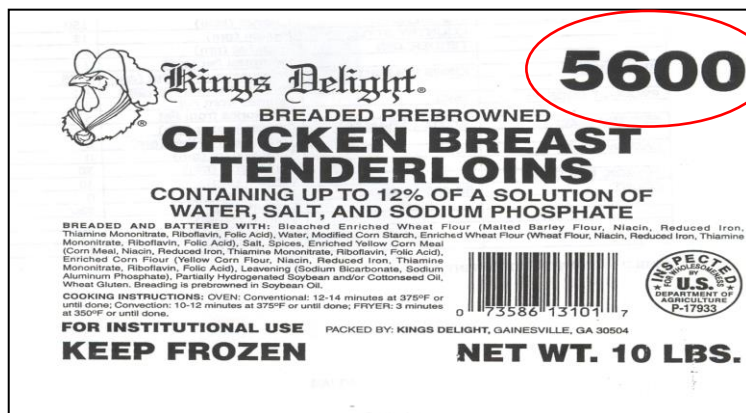 Kings Delight®
5600
BREADED PREBROWNED
CHICKEN BREAST
TENDERLOINS
CONTAINING UP TO 12% OF A SOLUTION OF
WATER, SALT, AND SODIUM PHOSPHATE
BREADED AND BATTERED WITH: Bleached Enriched Wheat Flour (Malted Barley Flour, Niacin, Reduced Iron,
Thiamine Mononitrate, Riboflavin, Folic Acid), Water, Modified Corn Starch, Enriched Wheat Flour (Wheat Flour, Niacin, Reduced Iron, Thiamine
Mononitrate, Riboflavin, Folic Acid), Salt, Spices, Enriched Yellow Corn Meal
(Corn Meal, Niacin, Reduced Iron, Thiamine Mononitrate, Riboflavin, Folic Acid),
Enriched Corn Flour (Yellow Corn Flour, Niacin, Reduced Iron, Thiamine
Mononitrate, Riboflavin, Folic Acid), Leavening (Sodium Bicarbonate, Sodium
Aluminum Phosphate), Partially Hydrogenated Soybean and/or Cottonseed Oil,
Wheat Gluten. Breading is prebrowned in Soybean Oil.
COOKING INSTRUCTIONS: OVEN: Conventional: 12-14 minutes at 375°F or
until done; Convection: 10-12 minutes at 375°F or until done; FRYER: 3 minutes
at 350°F or until done.
0 73586 13101 7
INSPECTED
FOR WHOLESOMENESS
BY
U.S.
DEPARTMENT OF
AGRICULTURE
P-17933
FOR INSTITUTIONAL USE
PACKED BY: KINGS DELIGHT, GAINESVILLE, GA 30504
KEEP FROZEN
NET WT. 10 LBS.